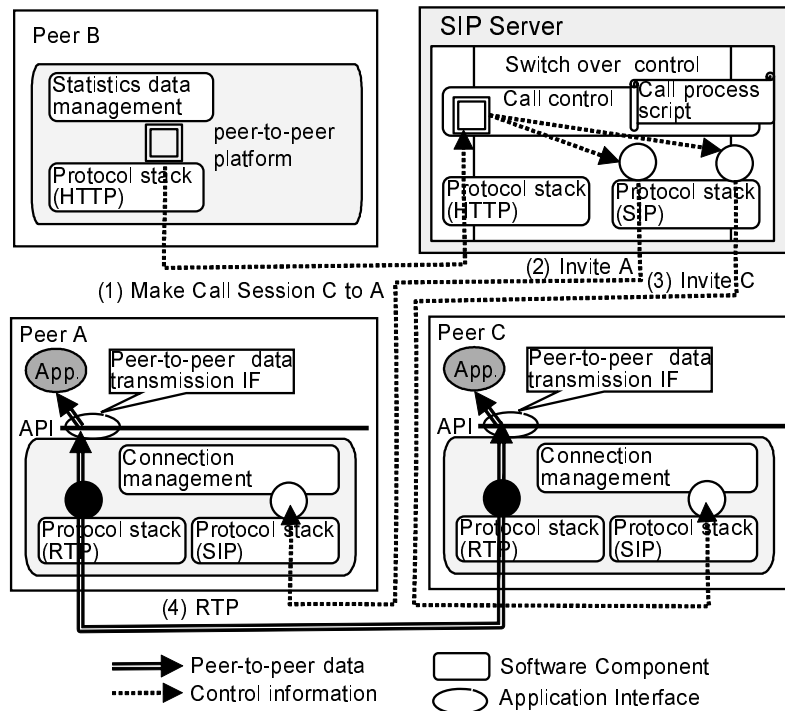 Peer B
Statistics data
management
peer-to-peer
platform
Protocol stack
(HTTP)
SIP Server
Switch over control
Call control
Call process
script
Protocol stack
(HTTP)
Protocol stack
(SIP)
(1) Make Call Session C to A
(2) Invite A
(3) Invite C
Peer A
App.
Peer-to-peer data
transmission IF
API
Connection
management
Protocol stack
(RTP)
Protocol stack
(SIP)
Peer C
App.
Peer-to-peer data
transmission IF
API
Connection
management
Protocol stack
(RTP)
Protocol stack
(SIP)
(4) RTP
Peer-to-peer data
Control information
Software Component
Application Interface